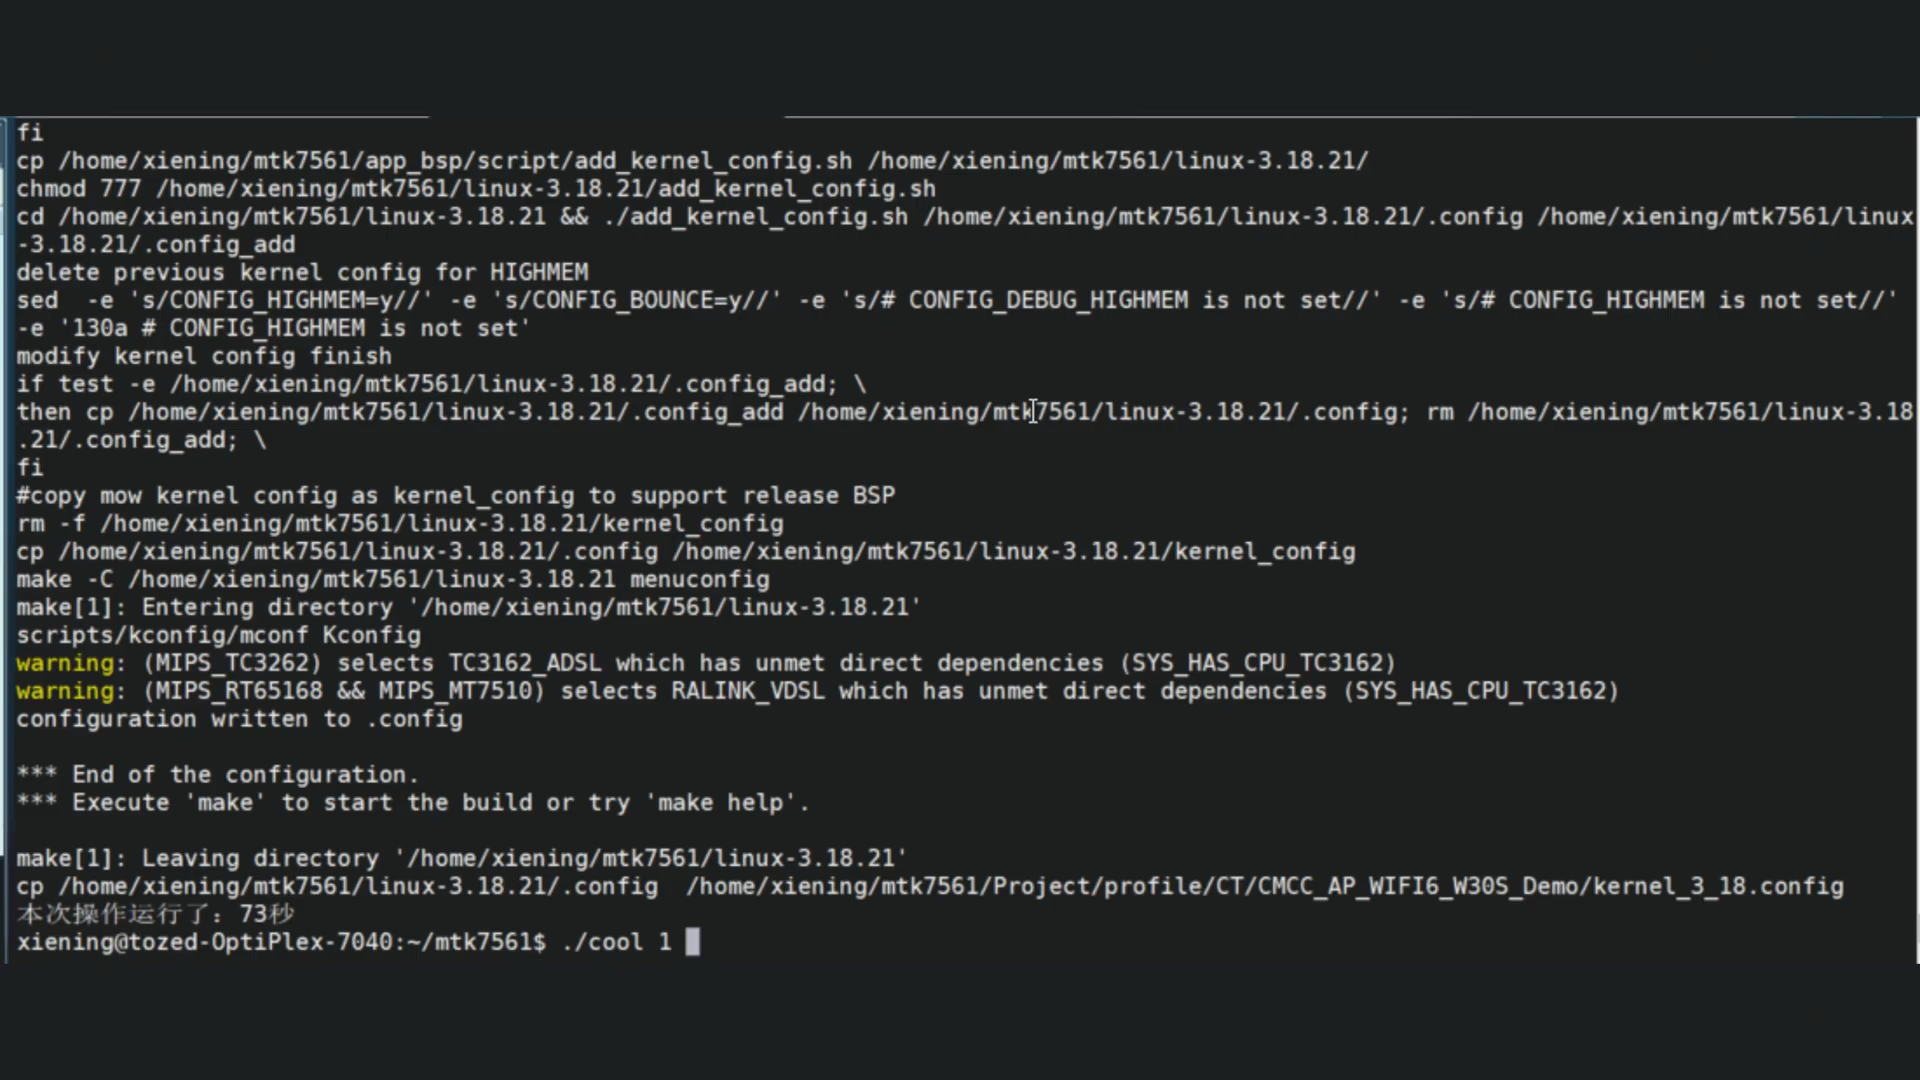 fi
cp /home/xiening/mtk7561/app_bsp/script/add_kernel_config.sh /home/xiening/mtk7561/linux-3.18.21/
chmod 777 /home/xiening/mtk7561/linux-3.18.21/add_kernel_config.sh
cd /home/xiening/mtk7561/linux-3.18.21 && ./add_kernel_config.sh /home/xiening/mtk7561/linux-3.18.21/.config /home/xiening/mtk7561/linux
-3.18.21/.config_add
delete previous kernel config for HIGHMEM
sed  -e 's/CONFIG_HIGHMEM=y//' -e 's/CONFIG_BOUNCE=y//' -e 's/# CONFIG_DEBUG_HIGHMEM is not set//' -e 's/# CONFIG_HIGHMEM is not set//'
-e '130a # CONFIG_HIGHMEM is not set'
modify kernel config finish
if test -e /home/xiening/mtk7561/linux-3.18.21/.config_add; \
then cp /home/xiening/mtk7561/linux-3.18.21/.config_add /home/xiening/mtk7561/linux-3.18.21/.config; rm /home/xiening/mtk7561/linux-3.18
.21/.config_add; \
fi
#copy mow kernel config as kernel_config to support release BSP
rm -f /home/xiening/mtk7561/linux-3.18.21/kernel_config
cp /home/xiening/mtk7561/linux-3.18.21/.config /home/xiening/mtk7561/linux-3.18.21/kernel_config
make -C /home/xiening/mtk7561/linux-3.18.21 menuconfig
make[1]: Entering directory '/home/xiening/mtk7561/linux-3.18.21'
scripts/kconfig/mconf Kconfig
warning: (MIPS_TC3262) selects TC3162_ADSL which has unmet direct dependencies (SYS_HAS_CPU_TC3162)
warning: (MIPS_RT65168 && MIPS_MT7510) selects RALINK_VDSL which has unmet direct dependencies (SYS_HAS_CPU_TC3162)
configuration written to .config
*** End of the configuration.
*** Execute 'make' to start the build or try 'make help'.
make[1]: Leaving directory '/home/xiening/mtk7561/linux-3.18.21'
cp /home/xiening/mtk7561/linux-3.18.21/.config  /home/xiening/mtk7561/Project/profile/CT/CMCC_AP_WIFI6_W30S_Demo/kernel_3_18.config
本次操作运行了：73秒
xiening@tozed-OptiPlex-7040:~/mtk7561$ ./cool 1